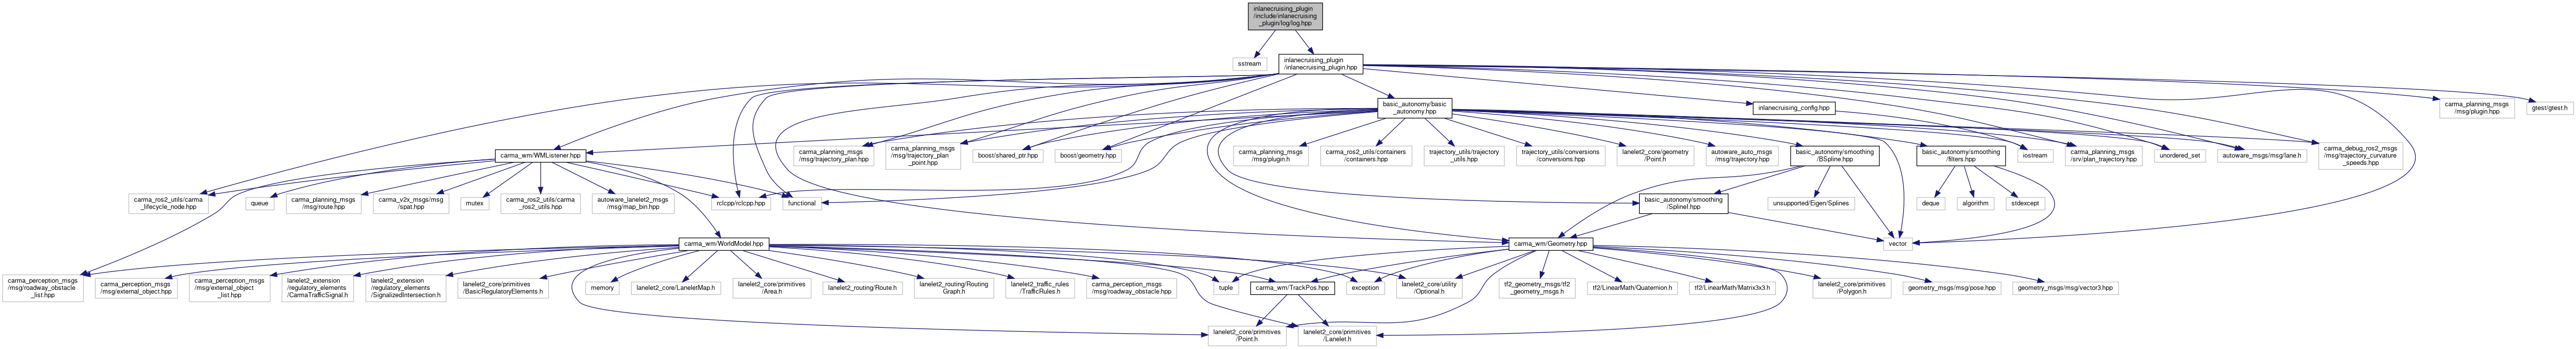 inlanecruising_plugin
/include/inlanecruising
_plugin/log/log.hpp
sstream
inlanecruising_plugin
/inlanecruising_plugin.hpp
basic_autonomy/basic
_autonomy.hpp
inlanecruising_config.hpp
carma_planning_msgs
/msg/plugin.hpp
gtest/gtest.h
carma_wm/WMListener.hpp
carma_planning_msgs
/msg/trajectory_plan.hpp
carma_planning_msgs
/msg/trajectory_plan
_point.hpp
boost/shared_ptr.hpp
boost/geometry.hpp
carma_planning_msgs
/msg/plugin.h
carma_ros2_utils/containers
/containers.hpp
trajectory_utils/trajectory
_utils.hpp
trajectory_utils/conversions
/conversions.hpp
lanelet2_core/geometry
/Point.h
autoware_auto_msgs
/msg/trajectory.hpp
basic_autonomy/smoothing
/BSpline.hpp
basic_autonomy/smoothing
/filters.hpp
iostream
carma_planning_msgs
/srv/plan_trajectory.hpp
unordered_set
autoware_msgs/msg/lane.h
carma_debug_ros2_msgs
/msg/trajectory_curvature
_speeds.hpp
carma_ros2_utils/carma
_lifecycle_node.hpp
queue
carma_planning_msgs
/msg/route.hpp
carma_v2x_msgs/msg
/spat.hpp
mutex
carma_ros2_utils/carma
_ros2_utils.hpp
autoware_lanelet2_msgs
/msg/map_bin.hpp
rclcpp/rclcpp.hpp
functional
basic_autonomy/smoothing
/SplineI.hpp
unsupported/Eigen/Splines
deque
algorithm
stdexcept
carma_wm/WorldModel.hpp
carma_wm/Geometry.hpp
vector
carma_perception_msgs
/msg/roadway_obstacle
_list.hpp
carma_perception_msgs
/msg/external_object.hpp
carma_perception_msgs
/msg/external_object
_list.hpp
lanelet2_extension
/regulatory_elements
/CarmaTrafficSignal.h
lanelet2_extension
/regulatory_elements
/SignalizedIntersection.h
lanelet2_core/primitives
/BasicRegulatoryElements.h
memory
lanelet2_core/LaneletMap.h
lanelet2_core/primitives
/Area.h
lanelet2_routing/Route.h
lanelet2_routing/Routing
Graph.h
lanelet2_traffic_rules
/TrafficRules.h
carma_perception_msgs
/msg/roadway_obstacle.hpp
tuple
carma_wm/TrackPos.hpp
exception
lanelet2_core/utility
/Optional.h
tf2_geometry_msgs/tf2
_geometry_msgs.h
tf2/LinearMath/Quaternion.h
tf2/LinearMath/Matrix3x3.h
lanelet2_core/primitives
/Polygon.h
geometry_msgs/msg/pose.hpp
geometry_msgs/msg/vector3.hpp
lanelet2_core/primitives
/Point.h
lanelet2_core/primitives
/Lanelet.h